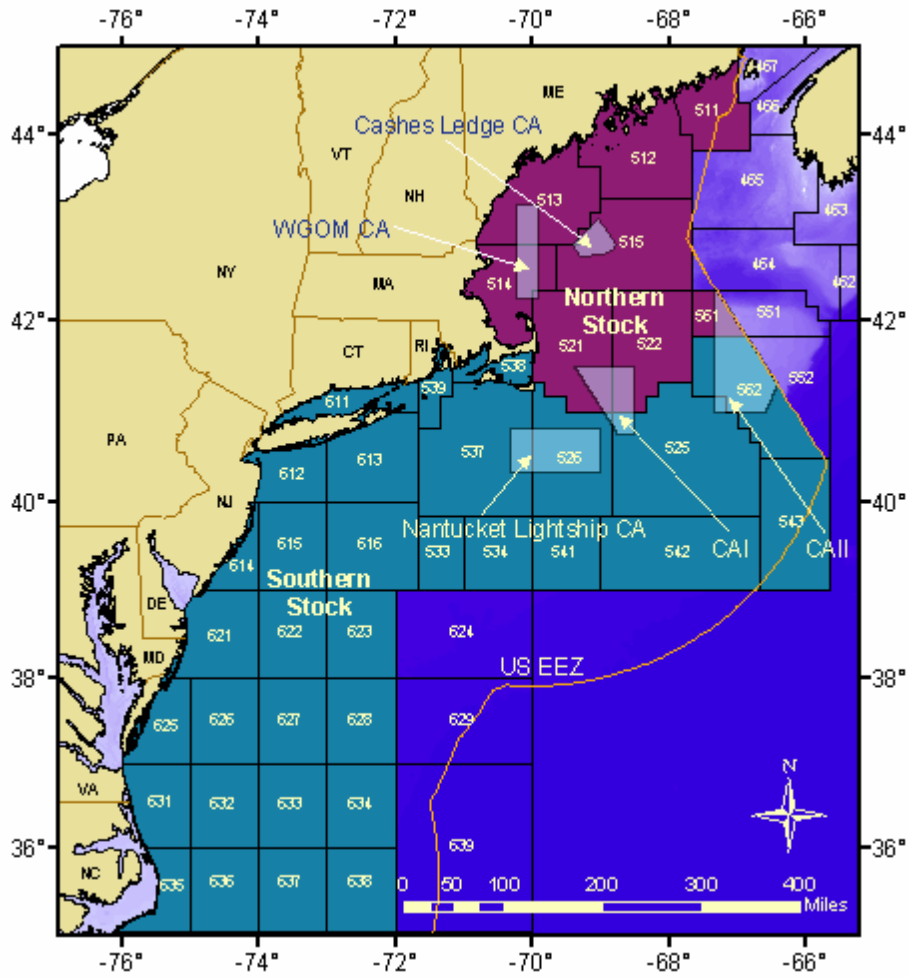 -76° -74° -72° -70° -68° -66°
467
ME
511
466
44° 44°
Cashes Ledge CA
VT
512
465
NH
513
463
WGOM CA
515
464
462
NY
MA
514
Northern
Stock
561 551
42° 42°
CT
RI
521 522
538
552
539
562
611
PA
537
613
525
526
612
NJ
40° 40°
543
Nantucket Lightship CA
615 616
533 534 541 542
CAI
CAII
614
Southern
Stock
DE
621 622 623
624
MD
US EEZ
38° 38°
625 626 627 628
629
VA
N
631 632 633 634
36° 36°
639
NC
635 636 637 638
0 50 100 200 300 400
Miles
-76° -74° -72° -70° -68° -66°